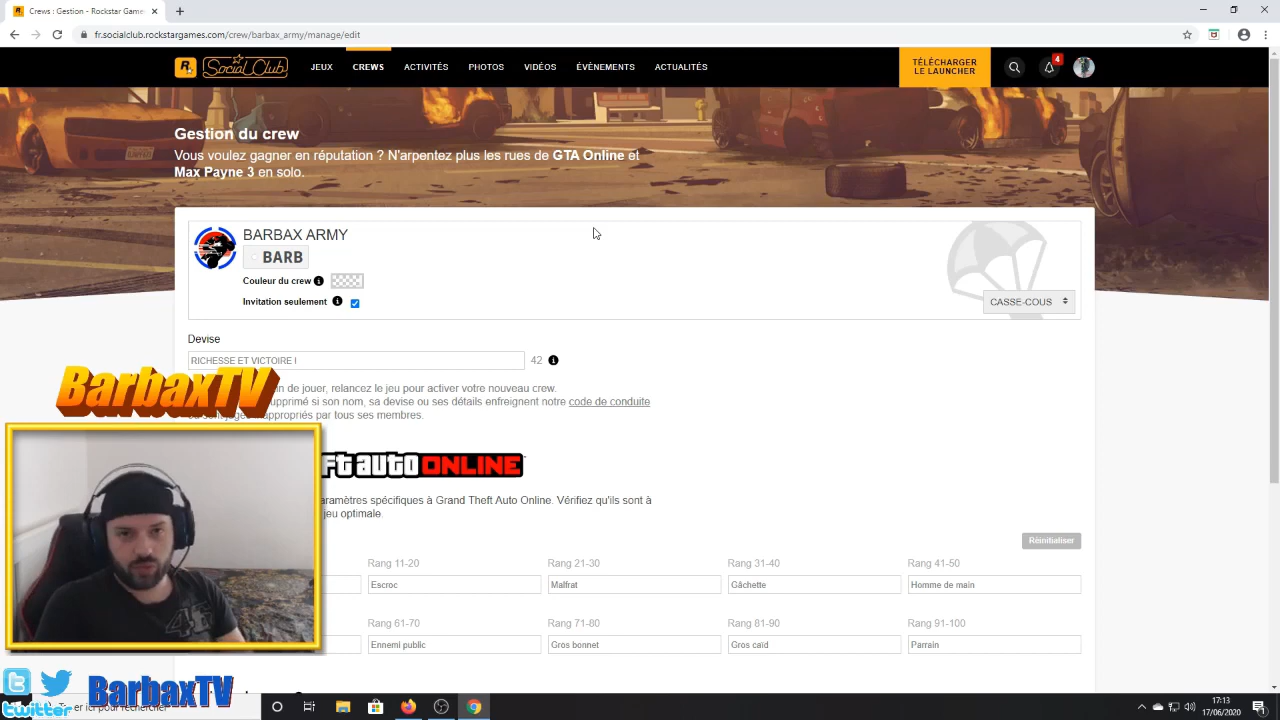 Crews : Gestion - Rockstar Game
fr.socialclub.rockstargames.com/crew/barbax_army/manage/edit
R★ Social Club
JEUX
CREWS
ACTIVITÉS
PHOTOS
VIDÉOS
ÉVÉNEMENTS
ACTUALITÉS
TÉLÉCHARGER
LE LAUNCHER
4
Gestion du crew
Vous voulez gagner en réputation ? N'arpentez plus les rues de GTA Online et
Max Payne 3 en solo.
BARBAX ARMY
BARB
Couleur du crew
Invitation seulement
CASSE-COUS
Devise
RICHESSE ET VICTOIRE !
42
de jouer, relancez le jeu pour activer votre nouveau crew.
si son nom, sa devise ou ses détails enfreignent notre code de conduite
par tous ses membres.
BarbaxTV
auto ONLINE
spécifiques à Grand Theft Auto Online. Vérifiez qu'ils sont à
jeu optimale.
Réinitialiser
Rang 11-20
Rang 21-30
Rang 31-40
Rang 41-50
Escroc
Malfrat
Gâchette
Homme de main
Rang 61-70
Rang 71-80
Rang 81-90
Rang 91-100
Ennemi public
Gros bonnet
Gros caïd
Parrain
twitter
BarbaxTV
ici pour rechercher
17:13
17/06/2020
1